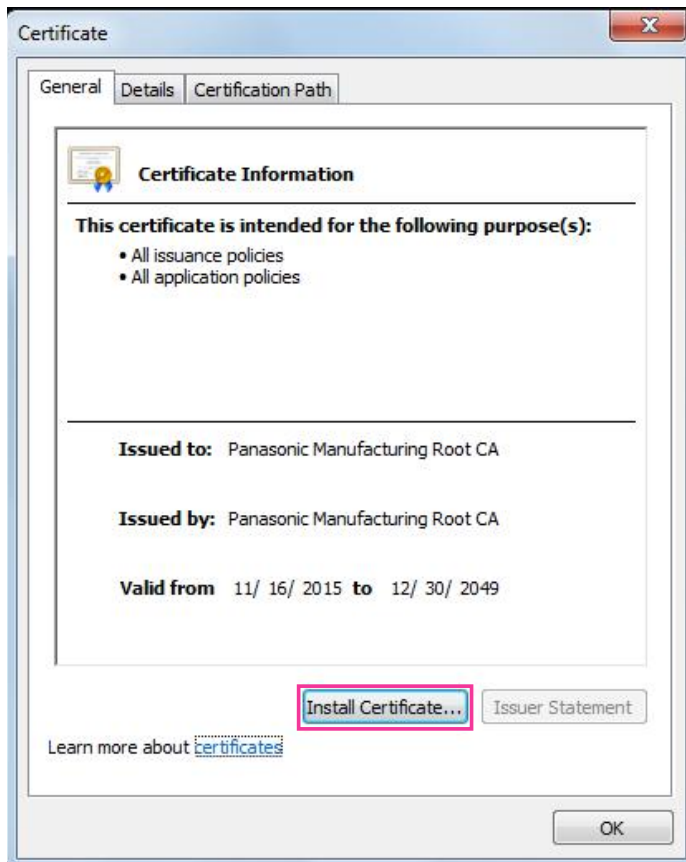 Certificate
General Details Certification Path
Certificate Information
This certificate is intended for the following purpose(s):
• All issuance policies
• All application policies
Issued to: Panasonic Manufacturing Root CA
Issued by: Panasonic Manufacturing Root CA
Valid from 11/ 16/ 2015 to 12/ 30/ 2049
Install Certificate... Issuer Statement
Learn more about certificates
OK